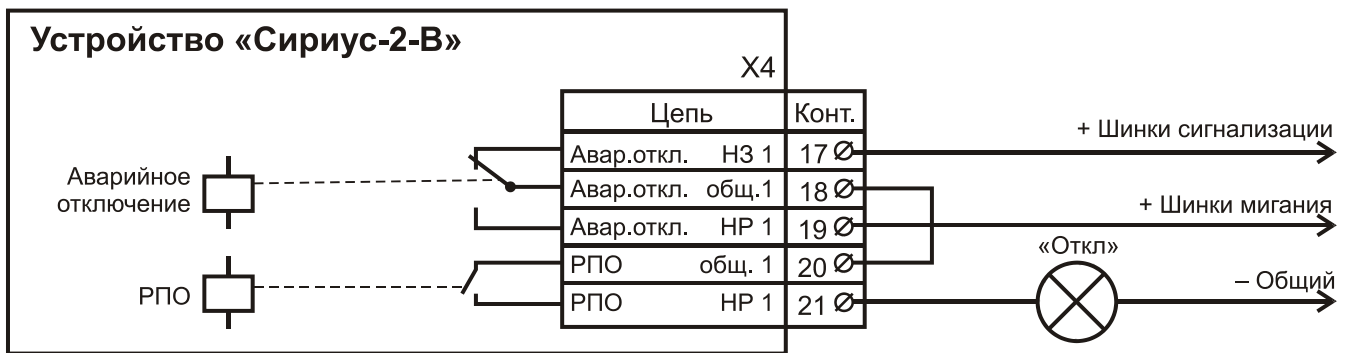 Устройство «Сириус-2-В»
X4
Цепь Конт.
+ Шинки сигнализации
Авар.откл. НЗ 1 17
Аварийное
отключение
Авар.откл. общ.1 18
+ Шинки мигания
Авар.откл. НР 1 19
«Откл»
РПО общ. 1 20
– Общий
РПО
РПО НР 1 21